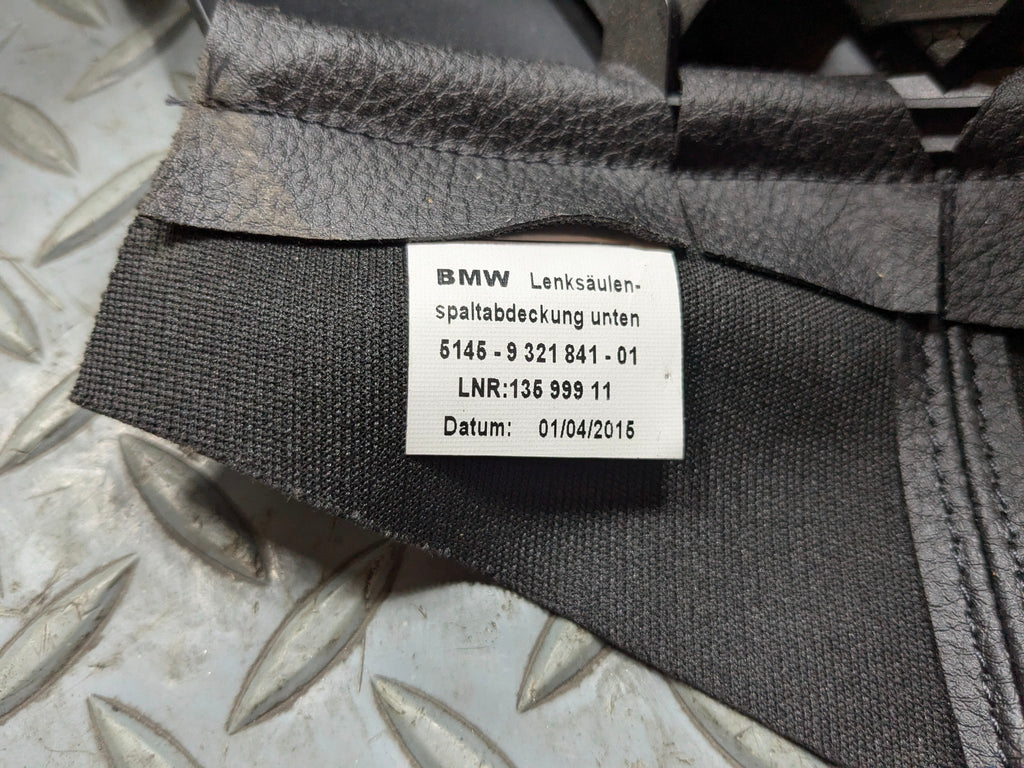 BMW Lenksäulen-
spaltabdeckung unten
5145 - 9 321 841 - 01
LNR:135 999 11
Datum: 01/04/2015